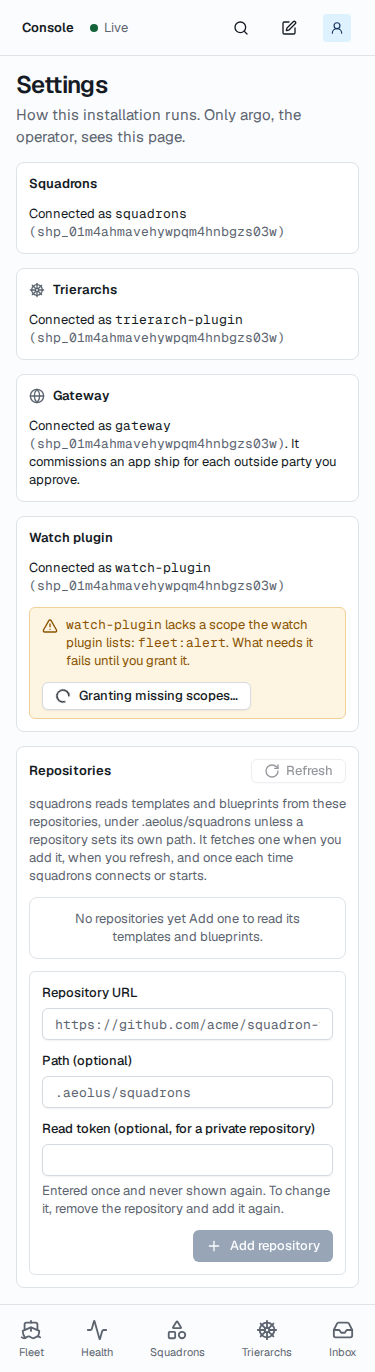 Console Live
Settings
How this installation runs. Only argo, the
operator, sees this page.
Squadrons
Connected as squadrons
(shp_01m4ahmavehywpqm4hnbgzs03w)
Trierarchs
Connected as trierarch-plugin
(shp_01m4ahmavehywpqm4hnbgzs03w)
Gateway
Connected as gateway
(shp_01m4ahmavehywpqm4hnbgzs03w). It
commissions an app ship for each outside party you
approve.
Watch plugin
Connected as watch-plugin
(shp_01m4ahmavehywpqm4hnbgzs03w)
watch-plugin lacks a scope the watch
plugin lists: fleet:alert. What needs it
fails until you grant it.
Granting missing scopes…
Repositories Refresh
squadrons reads templates and blueprints from these
repositories, under .aeolus/squadrons unless a
repository sets its own path. It fetches one when you
add it, when you refresh, and once each time
squadrons connects or starts.
No repositories yet Add one to read its
templates and blueprints.
Repository URL
https://github.com/acme/squadron-
Path (optional)
.aeolus/squadrons
Read token (optional, for a private repository)
Entered once and never shown again. To change
it, remove the repository and add it again.
Add repository
Fleet Health Squadrons Trierarchs Inbox